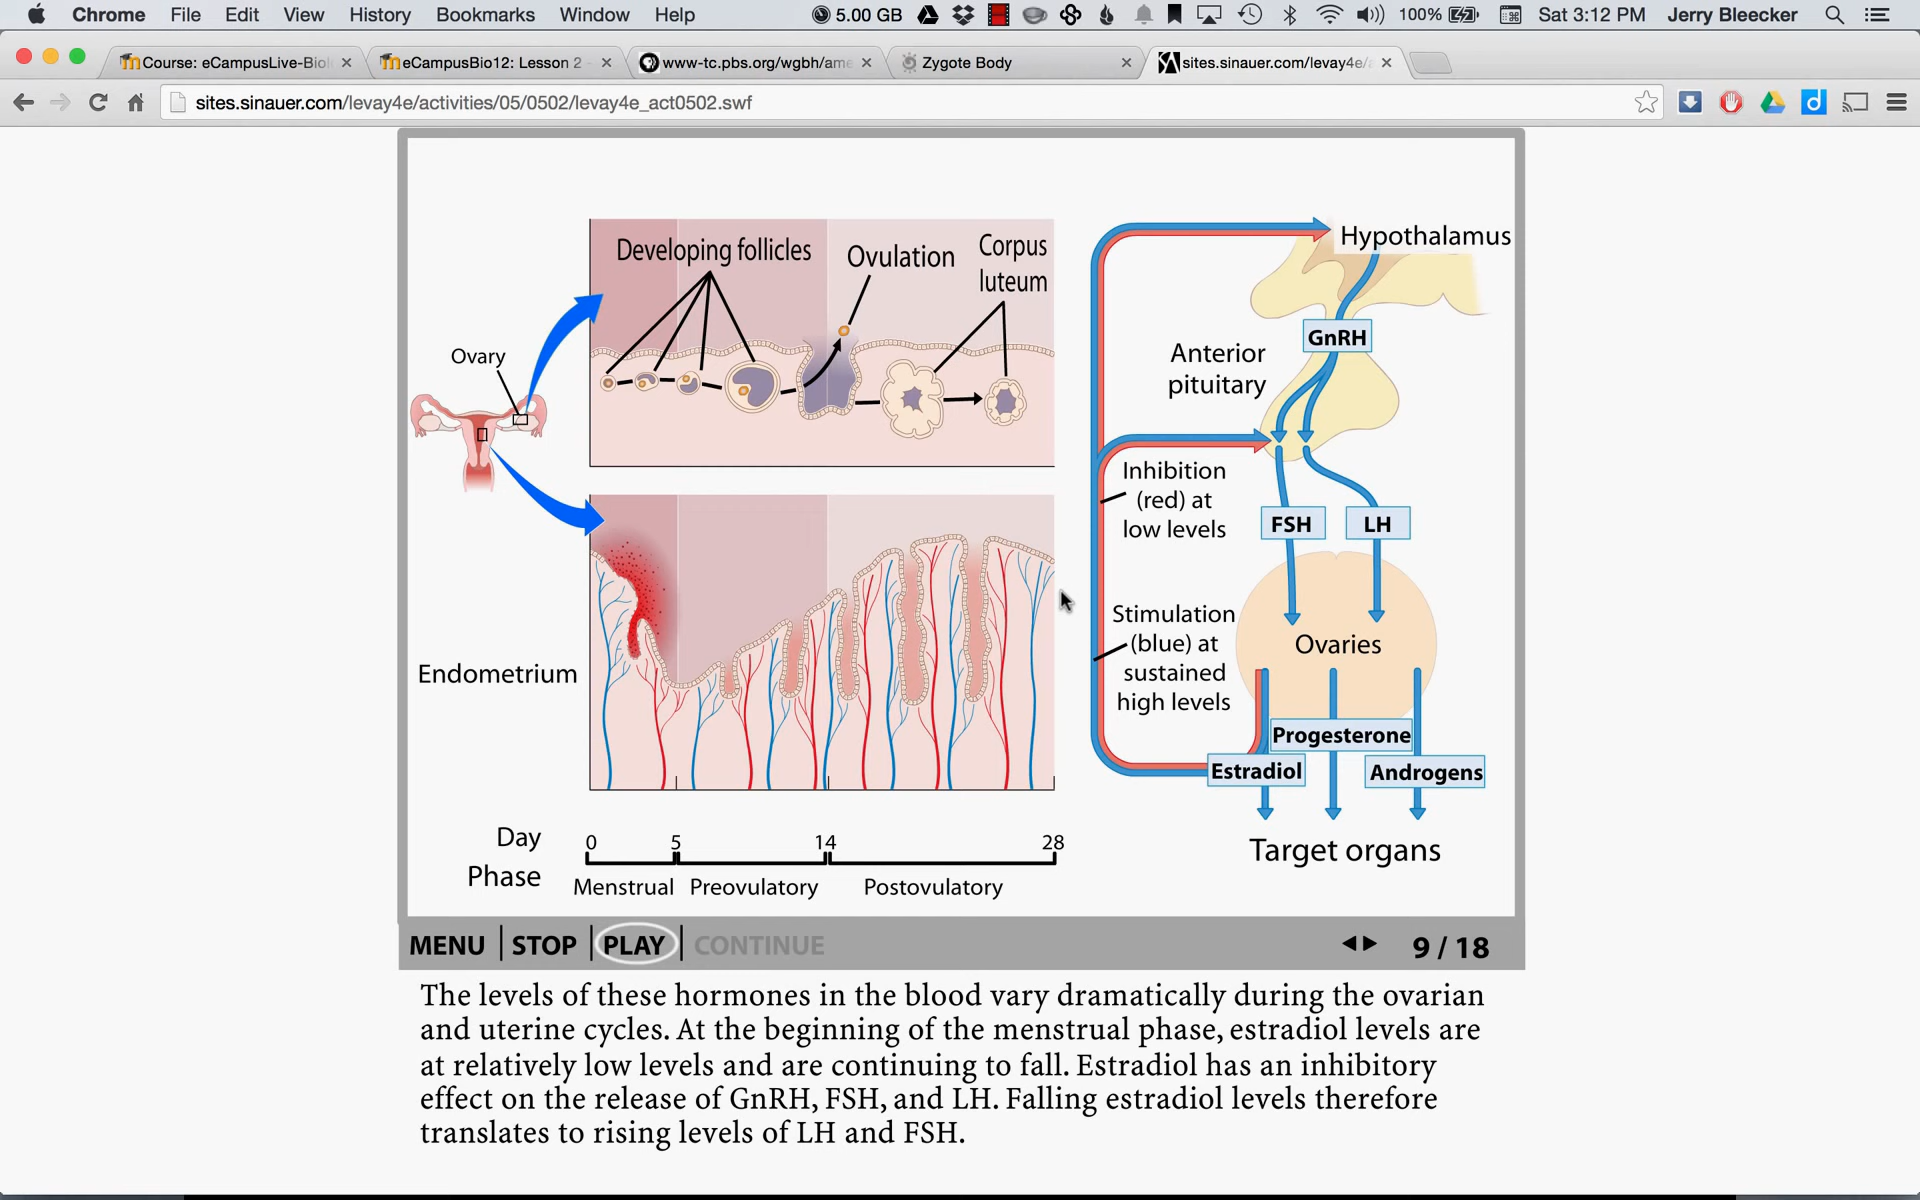 Chrome File Edit View History Bookmarks Window Help 5.00 GB 100% Sat 3:12 PM Jerry Bleecker
Course: eCampusLive-Biol
eCampusBio12: Lesson 2 -
www-tc.pbs.org/wgbh/ame
Zygote Body
sites.sinauer.com/levay4e/a
sites.sinauer.com/levay4e/activities/05/0502/levay4e_act0502.swf
Ovary
Developing follicles
Ovulation
Corpus
luteum
Endometrium
Day
0 5 14 28
Phase
Menstrual Preovulatory Postovulatory
Hypothalamus
GnRH
Anterior
pituitary
Inhibition
(red) at
low levels
FSH LH
Stimulation
(blue) at
sustained
high levels
Ovaries
Progesterone
Estradiol
Androgens
Target organs
MENU STOP PLAY CONTINUE 9 / 18
The levels of these hormones in the blood vary dramatically during the ovarian
and uterine cycles. At the beginning of the menstrual phase, estradiol levels are
at relatively low levels and are continuing to fall. Estradiol has an inhibitory
effect on the release of GnRH, FSH, and LH. Falling estradiol levels therefore
translates to rising levels of LH and FSH.